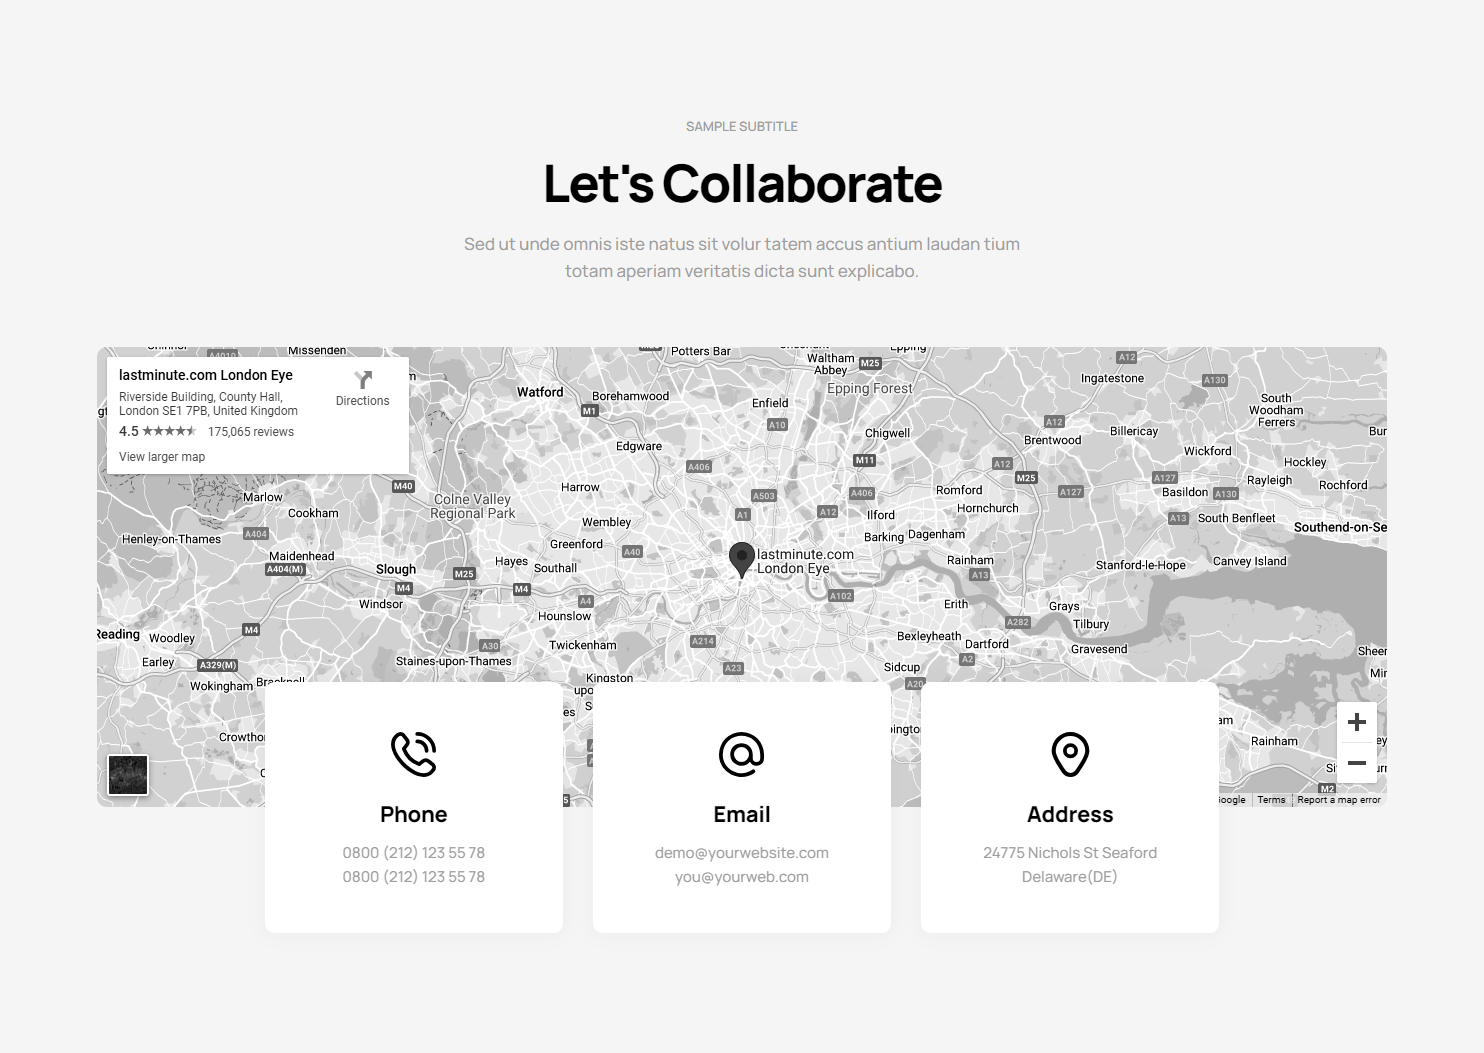 SAMPLE SUBTITLE
Let's Collaborate
Sed ut unde omnis iste natus sit volur tatem accus antium laudan tium
totam aperiam veritatis dicta sunt explicabo.
lastminute.com London Eye
Riverside Building, County Hall,
London SE1 7PB, United Kingdom
4.5 175,065 reviews
View larger map
Directions
A4010
Missenden
Potters Bar
Waltham
Abbey
M25
Epping
A12
Epping Forest
Ingatestone
A130
Watford
Borehamwood
M1
Enfield
A10
South
Woodham
Ferrers
A12
Chigwell
Brentwood
Billericay
Edgware
A406
M11
A12
M25
Wickford
Hockley
M40
Harrow
Colne Valley
Regional Park
A503
A406
Romford
A127
A127
Basildon
A130
Rayleigh
Rochford
Marlow
Cookham
A1
A12
Ilford
Hornchurch
A13
South Benfleet
Southend-on-Se
Henley-on-Thames
A404
Wembley
Barking
Dagenham
Maidenhead
A404(M)
Slough
Hayes
Greenford
Southall
A40
lastminute.com
London Eye
Rainham
A13
Stanford-le-Hope
Canvey Island
M25
M4
M4
Windsor
A4
A102
Erith
Grays
Tilbury
A282
Hounslow
Reading
Woodley
M4
A30
Twickenham
A214
Bexleyheath
Dartford
Gravesend
Earley
A329(M)
Staines-upon-Thames
A23
Sidcup
A2
Wokingham
Kingston
upo
A20
Rainham
M2
Google
Terms
Report a map error
Phone
0800 (212) 123 55 78
0800 (212) 123 55 78
Email
demo@yourwebsite.com
you@yourweb.com
Address
24775 Nichols St Seaford
Delaware(DE)